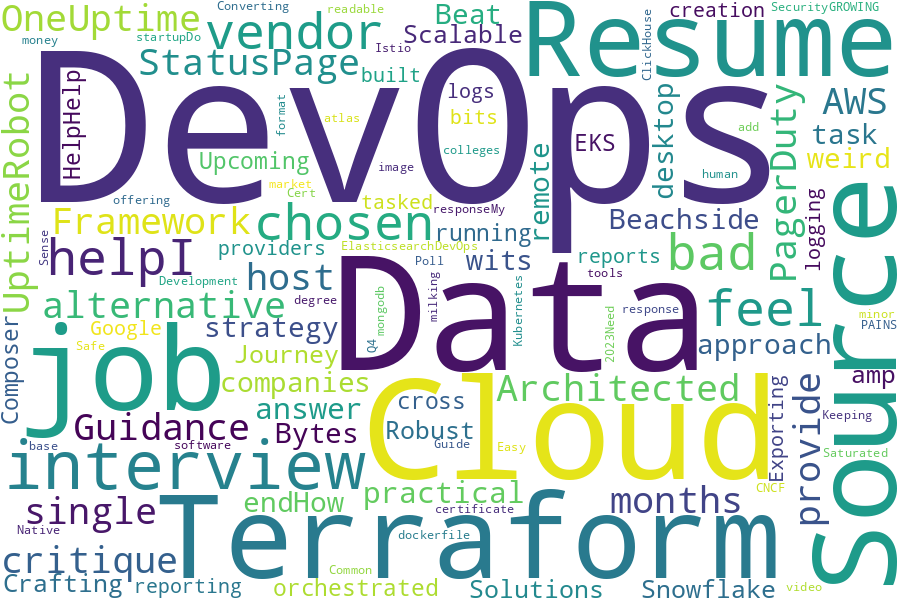 OneUptime
money
startupDo
Converting
vendor
Istio
readable
Beat
Scalable
creation
SecurityGROWING
ClickHouse
Resume
StatusPage
built
DevOps
HelpHelp
UptimeRobot
format
atlas
logs
bits
colleges
EKS
remote
desktop
human
add
PagerDuty
AWS
task
weird
Upcoming
image
offering
market
Cert
tasked
responseMy
Framework
chosen
running
Beachside
logging
Source
Sense
helpI
providers
ElasticsearchDevOps
Poll
wits
reports
tools
bad
Development
host
degree
mongodb
Q4
milking
Kubernetes
response
2023Need
feel
minor
PAINS
alternative
Data
Google
strategy
approach
Composer
job
Safe
Journey
companies
amp
Architected
Cloud
cross
answer
Exporting
provide
Keeping
Guidance
Bytes
Robust
Guide
Easy
base
software
Saturated
interview
practical
CNCF
endHow
months
single
Terraform
certificate
Native
dockerfile
critique
Common
Crafting
reporting
orchestrated
Solutions
Snowflake
video